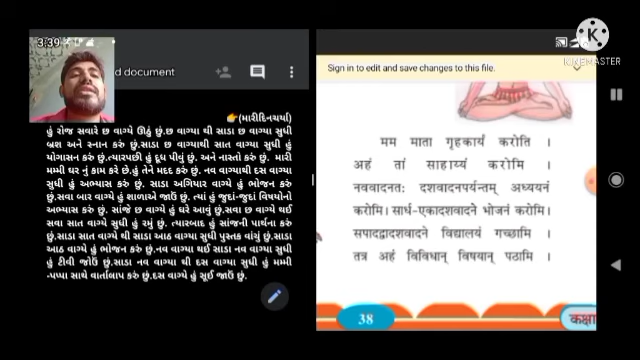 3:39
KINEMASTER
d document
Sign in to edit and save changes to this file.
👉(મારીદિનચર્યા)
હું રોજ સવારે છ વાગ્યે ઊઠું છું.છ વાગ્યા થી સાડા છ વાગ્યા સુધી
બ્રશ અને સ્નાન કરું છું.સાડા છ વાગ્યાથી સાત વાગ્યા સુધી હું
યોગાસન કરું છું.ત્યારપછી હું દૂધ પીવું છું. અને નાસ્તો કરું છું. મારી
મમ્મી ઘર નું કામ કરે છે.હું તેને મદદ કરું છું. નવ વાગ્યાથી દસ વાગ્યા
સુધી હું અભ્યાસ કરું છું. સાડા અગિયાર વાગ્યે હું ભોજન કરું
છું.સવા બાર વાગ્યે હું શાળાએ જાઉં છું. ત્યાં હું જુદાં-જુદાં વિષયોનો
અભ્યાસ કરું છું. સાંજે છ વાગ્યે હું ઘરે આવું છું.સવા છ વાગ્યે થઈ
સવા સાત વાગ્યે સુધી હું રમું છું. ત્યારબાદ હું સાંજની પાર્થના કરું
છું.સાડા સાત વાગ્યે થી સાડા આઠ વાગ્યા સુધી પુસ્તક વાંચું છું.સાડા
આઠ વાગ્યે હું ભોજન કરું છું.નવ વાગ્યા થઈ સાડા નવ વાગ્યા સુધી
હું ટીવી જોઉં છું.સાડા નવ વાગ્યા થી દસ વાગ્યા સુધી હું મમ્મી
-પપ્પા સાથે વાર્તાલાપ કરું છું.દસ વાગ્યે હું સૂઈ જાઉં છું.
मम माता गृहकार्यं करोति ।
अहं तां साहाय्यं करोमि ।
नववादनतः दशवादनपर्यन्तम् अध्ययनं
करोमि। सार्ध-एकादशवादने भोजनं करोमि।
सपादद्वादशवादने विद्यालयं गच्छामि ।
तत्र अहं विविधान् विषयान् पठामि ।
38
कक्षा